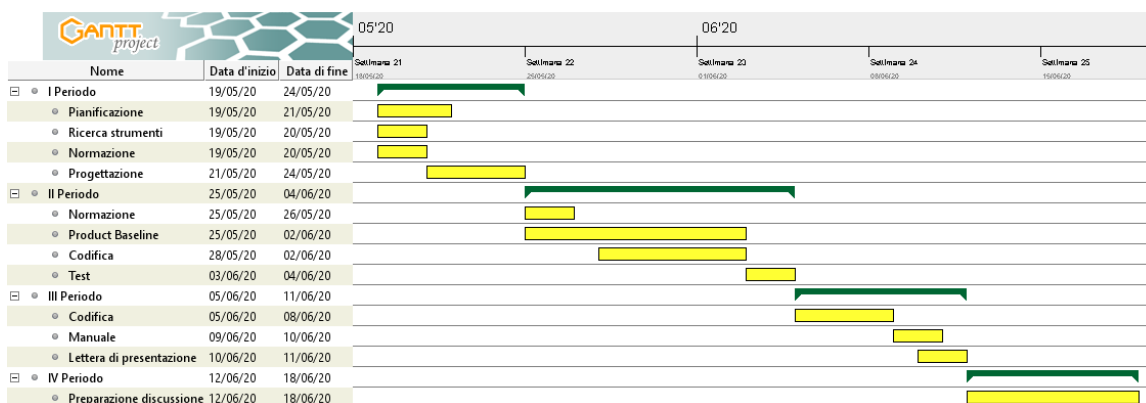 GANTT
project
05'20
06'20
Settimana 21
Settimana 22
Settimana 23
Settimana 24
Settimana 25
Nome Data d'inizio Data di fine
18/05/20
25/05/20
01/06/20
08/06/20
15/06/20
I Periodo 19/05/20 24/05/20
Pianificazione 19/05/20 21/05/20
Ricerca strumenti 19/05/20 20/05/20
Normazione 19/05/20 20/05/20
Progettazione 21/05/20 24/05/20
II Periodo 25/05/20 04/06/20
Normazione 25/05/20 26/05/20
Product Baseline 25/05/20 02/06/20
Codifica 28/05/20 02/06/20
Test 03/06/20 04/06/20
III Periodo 05/06/20 11/06/20
Codifica 05/06/20 08/06/20
Manuale 09/06/20 10/06/20
Lettera di presentazione 10/06/20 11/06/20
IV Periodo 12/06/20 18/06/20
Preparazione discussione 12/06/20 18/06/20